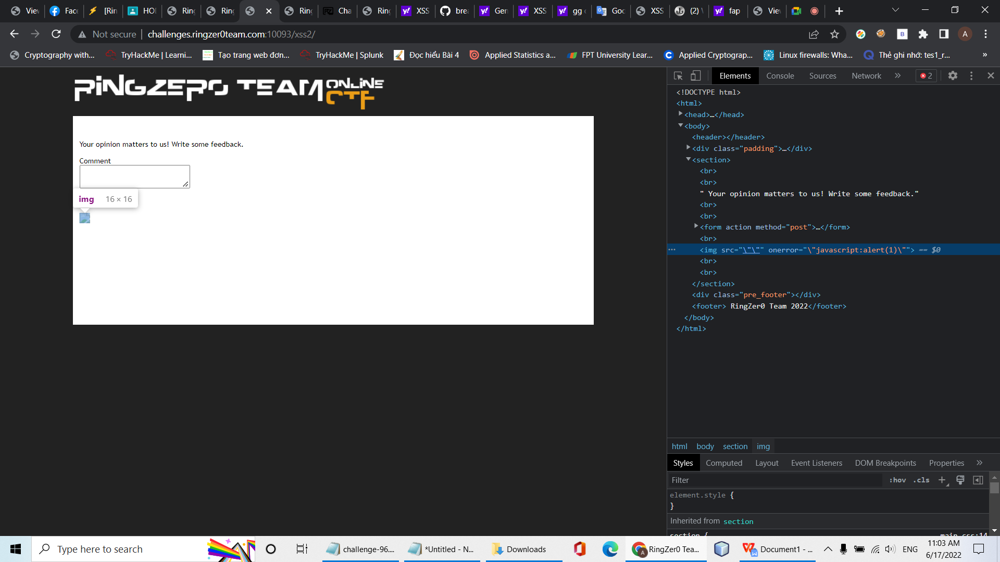 View
Face
[Rin
HOI
Ring
Ring
Ring
Cha
Ring
XSS
brea
Gen
XSS
gg c
Goo
XSS
(2)
fap
View
Not secure | challenges.ringzer0team.com:10093/xss2/
B
A
Cryptography with...
TryHackMe | Learni...
Tạo trang web đơn...
TryHackMe | Splunk
Đọc hiểu Bài 4
Applied Statistics a...
FPT University Lear...
Applied Cryptograp...
Linux firewalls: Wha...
Thẻ ghi nhớ: tes1_r...
»
RINGZERO TEAM ONLINE CTF
Your opinion matters to us! Write some feedback.
Comment
img 16 × 16
Elements Console Sources Network » 2
<!DOCTYPE html>
<html>
<head>…</head>
<body>
<header></header>
<div class="padding">…</div>
<section>
<br>
<br>
" Your opinion matters to us! Write some feedback."
<br>
<br>
<form action method="post">…</form>
<br>
<img src="\"\"" onerror="\"javascript:alert(1)\""> == $0
<br>
<br>
</section>
<div class="pre_footer"></div>
<footer> RingZer0 Team 2022</footer>
</body>
</html>
html body section img
Styles Computed Layout Event Listeners DOM Breakpoints Properties »
Filter :hov .cls
element.style {
}
Inherited from section
section { main.css:14
Type here to search
challenge-96....
*Untitled - N...
Downloads
RingZer0 Tea...
Document1 - ...
ENG
11:03 AM
6/17/2022